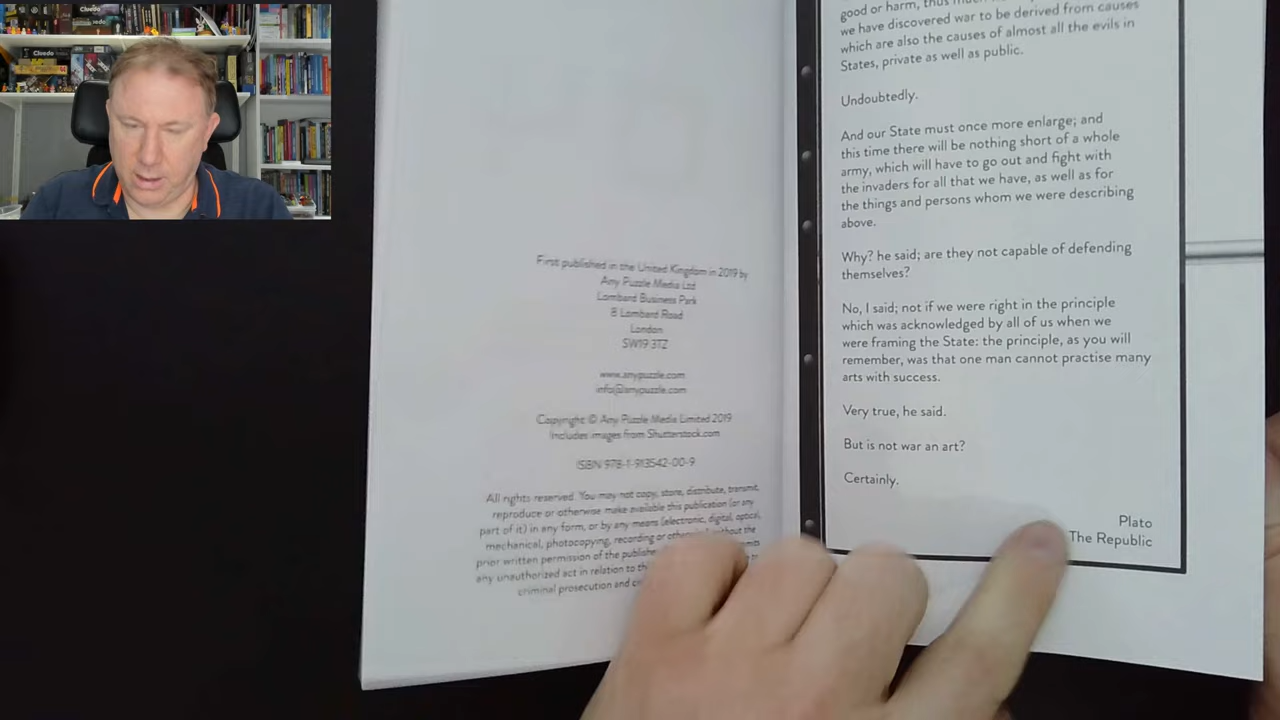 Cluedo
Cluedo
First published in the United Kingdom in 2019 by
Any Puzzle Media Ltd
Lombard Business Park
8 Lombard Road
London
SW19 3TZ
www.anypuzzle.com
info@anypuzzle.com
Copyright © Any Puzzle Media Limited 2019
Includes images from Shutterstock.com
ISBN 978-1-913542-00-9
All rights reserved. You may not copy, store, distribute, transmit,
reproduce or otherwise make available this publication (or any
part of it) in any form, or by any means (electronic, digital, optical,
mechanical, photocopying, recording or without the
prior written permission of the
any unauthorized act in relation to
criminal prosecution and
good or harm, thus
we have discovered war to be derived from causes
which are also the causes of almost all the evils in
States, private as well as public.
Undoubtedly.
And our State must once more enlarge; and
this time there will be nothing short of a whole
army, which will have to go out and fight with
the invaders for all that we have, as well as for
the things and persons whom we were describing
above.
Why? he said; are they not capable of defending
themselves?
No, I said; not if we were right in the principle
which was acknowledged by all of us when we
were framing the State: the principle, as you will
remember, was that one man cannot practise many
arts with success.
Very true, he said.
But is not war an art?
Certainly.
Plato
The Republic